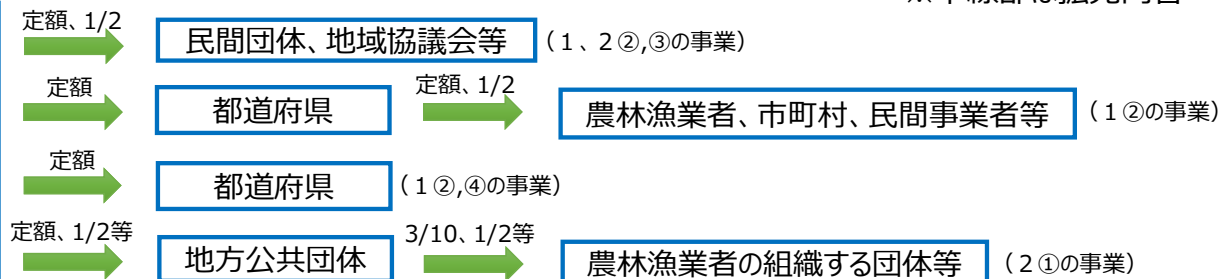 定額、1/2
民間団体、地域協議会等 (１、２②,③の事業)
定額 定額、1/2
都道府県 農林漁業者、市町村、民間事業者等 (１②の事業)
定額
都道府県 (１②,④の事業)
定額、1/2等 3/10、1/2等
地方公共団体 農林漁業者の組織する団体等 (２①の事業)